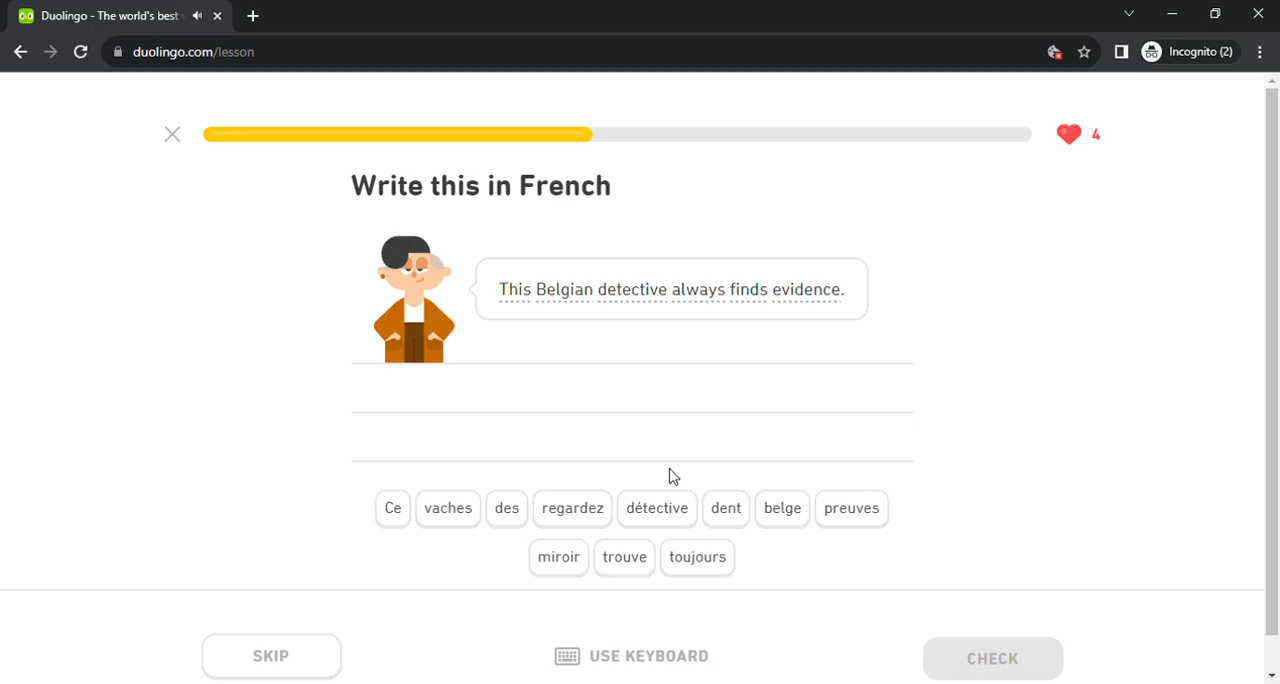 Duolingo - The world's best
duolingo.com/lesson
Incognito (2)
4
Write this in French
This Belgian detective always finds evidence.
Ce vaches des regardez détective dent belge preuves
miroir trouve toujours
SKIP USE KEYBOARD CHECK